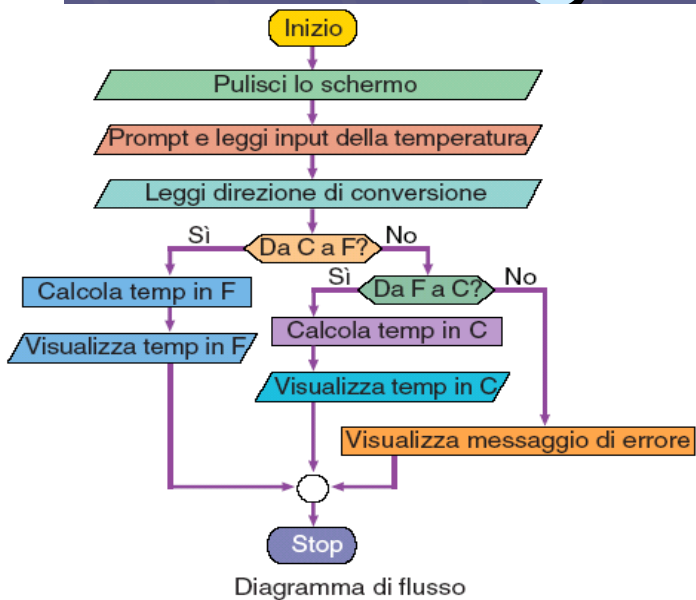 Inizio
Pulisci lo schermo
Prompt e leggi input della temperatura
Leggi direzione di conversione
Sì
Da C a F?
No
Calcola temp in F
Visualizza temp in F
Sì
Da F a C?
No
Calcola temp in C
Visualizza temp in C
Visualizza messaggio di errore
Stop
Diagramma di flusso